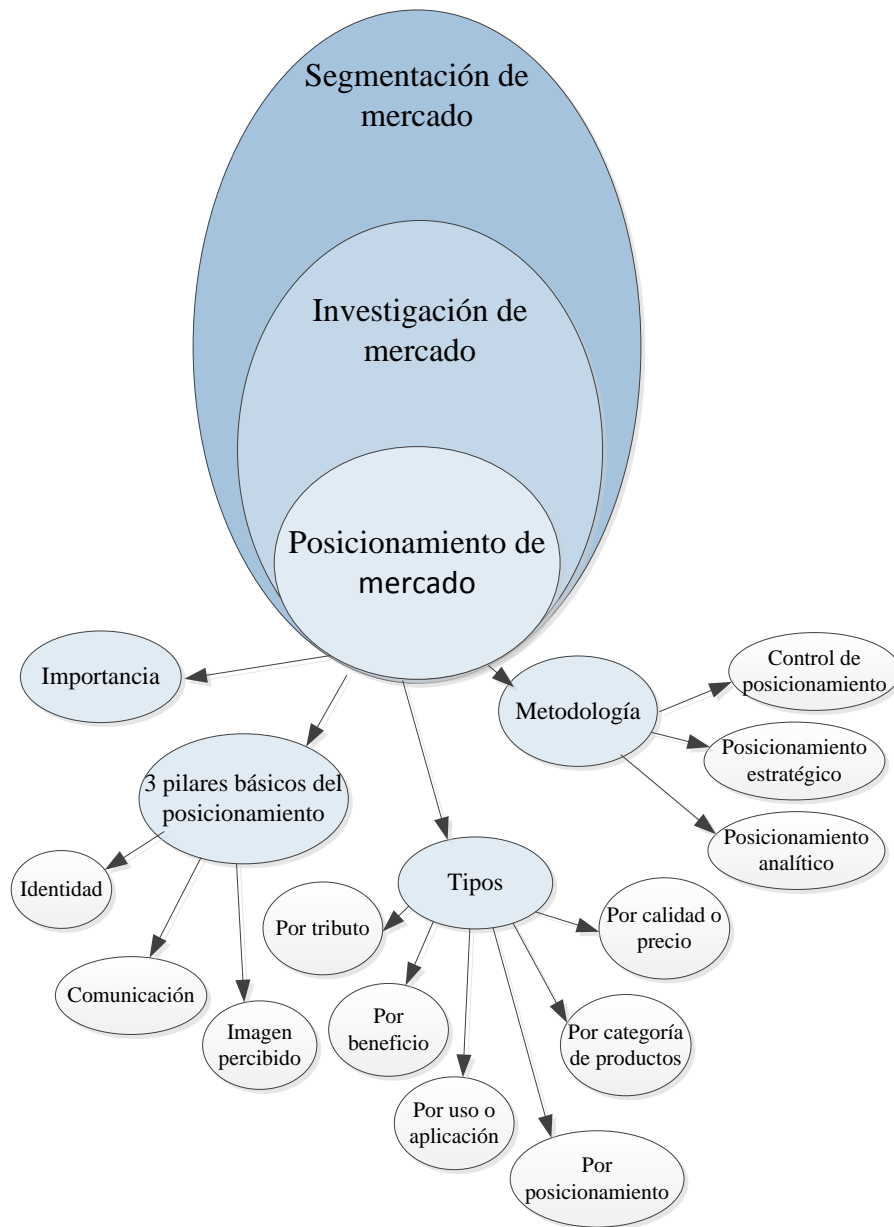 Segmentación de
mercado
Investigación de
mercado
Posicionamiento de
mercado
Importancia
Metodología
Control de
posicionamiento
Posicionamiento
estratégico
Posicionamiento
analítico
3 pilares básicos del
posicionamiento
Identidad
Comunicación
Imagen
percibido
Tipos
Por tributo
Por
beneficio
Por uso o
aplicación
Por
posicionamiento
Por categoría
de productos
Por calidad o
precio